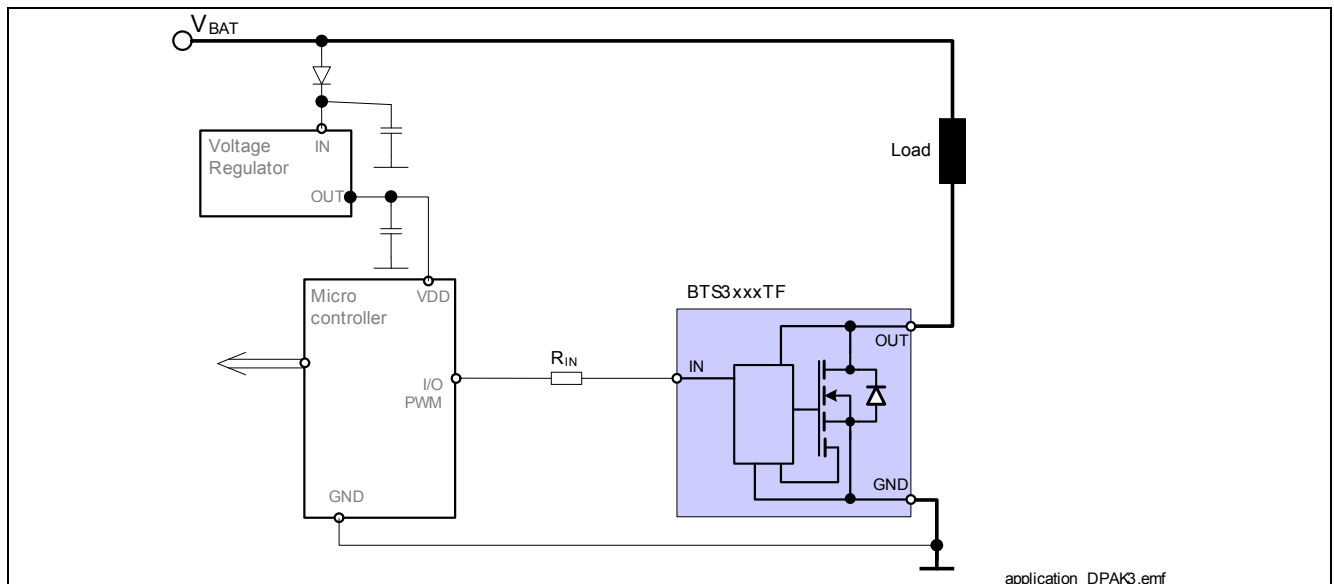 VBAT
Voltage
Regulator
IN
OUT
Load
Micro
controller
VDD
I/O
PWM
GND
RIN
BTS3xxxTF
IN
OUT
GND
application_DPAK3.emf